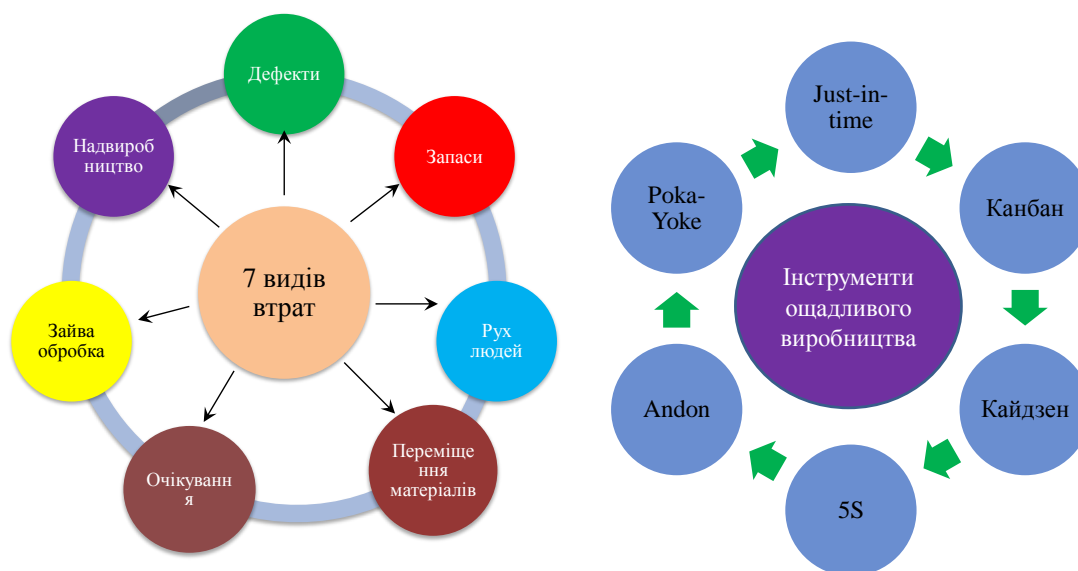 Дефекти
Запаси
Рух
людей
Переміще
ння
матеріалів
Очікуванн
я
Зайва
обробка
Надвироб
ництво
7 видів
втрат
Just-in-
time
Канбан
Кайдзен
5S
Andon
Poka-
Yoke
Інструменти
ощадливого
виробництва